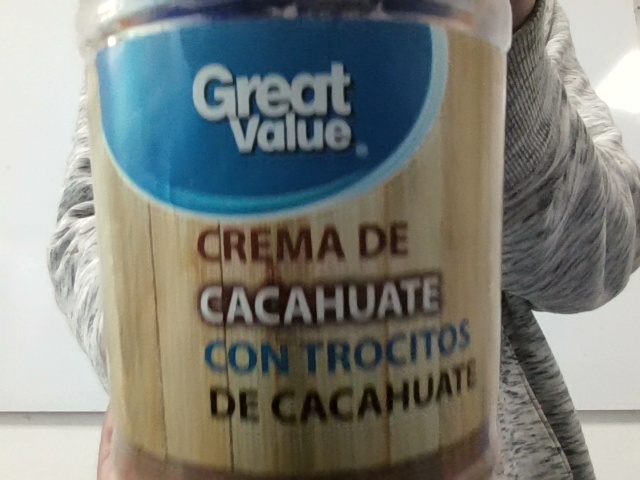 Great
Value
CREMA DE
CACAHUATE
CON TROCITOS
DE CACAHUATE